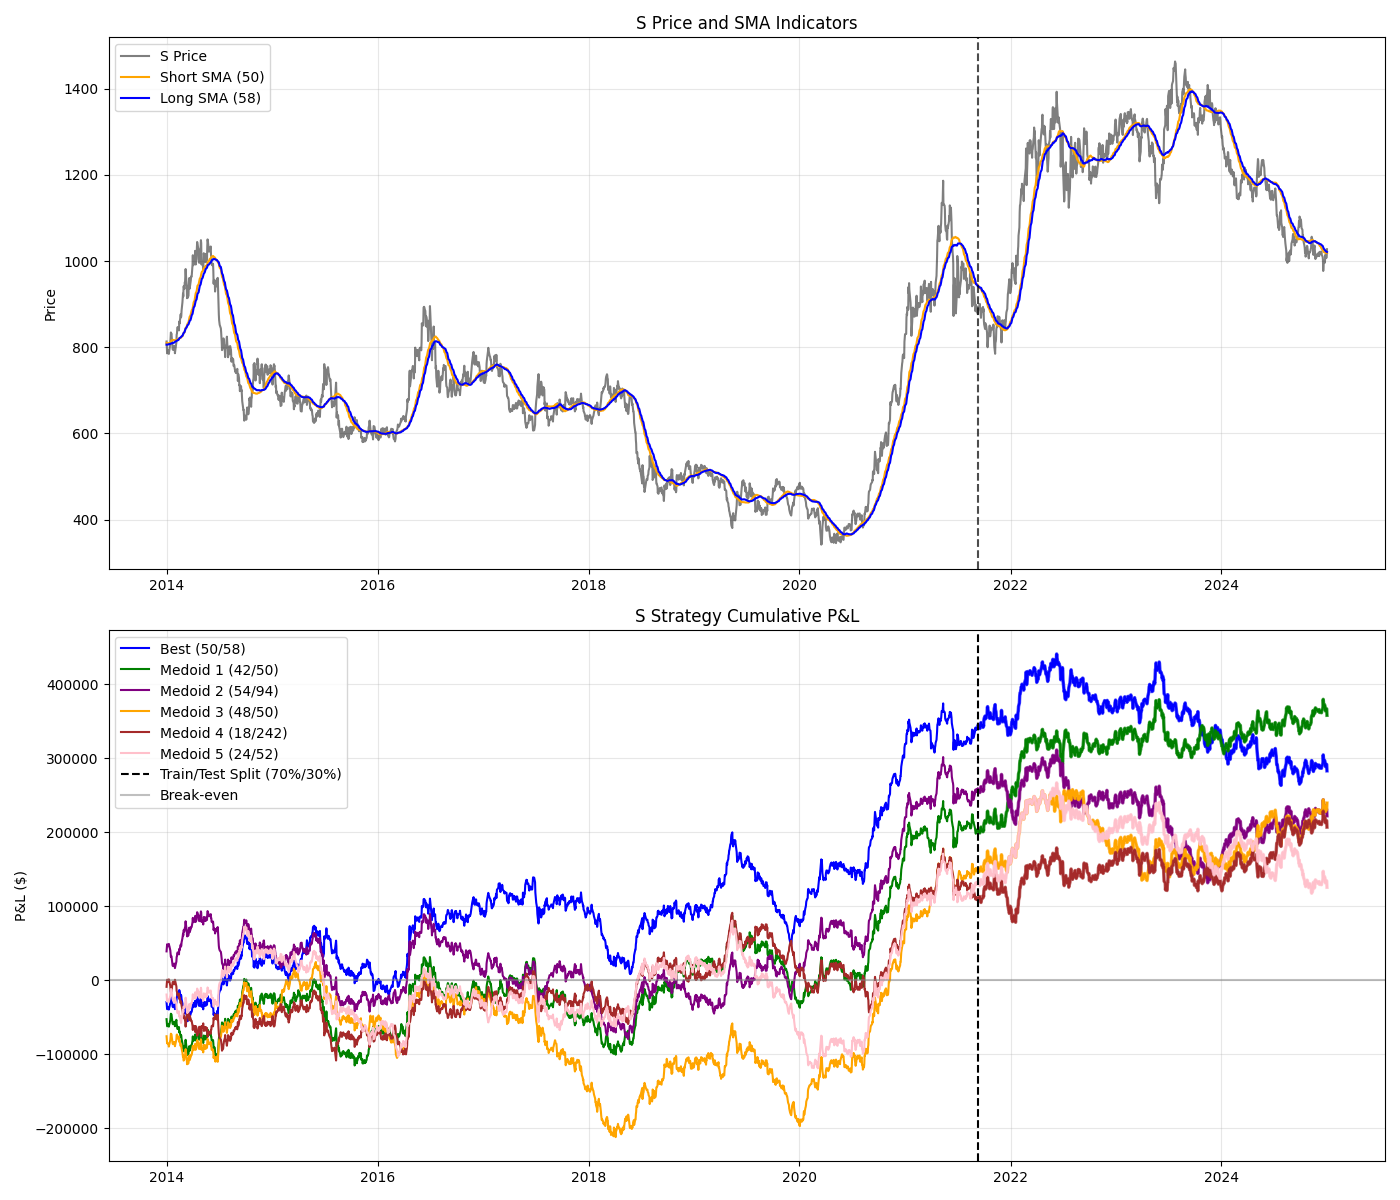 S Price and SMA Indicators
S Price
Short SMA (50)
Long SMA (58)
Price
1400
1200
1000
800
600
400
2014
2016
2018
2020
2022
2024
S Strategy Cumulative P&L
Best (50/58)
Medoid 1 (42/50)
Medoid 2 (54/94)
Medoid 3 (48/50)
Medoid 4 (18/242)
Medoid 5 (24/52)
Train/Test Split (70%/30%)
Break-even
P&L ($)
400000
300000
200000
100000
0
−100000
−200000
2014
2016
2018
2020
2022
2024